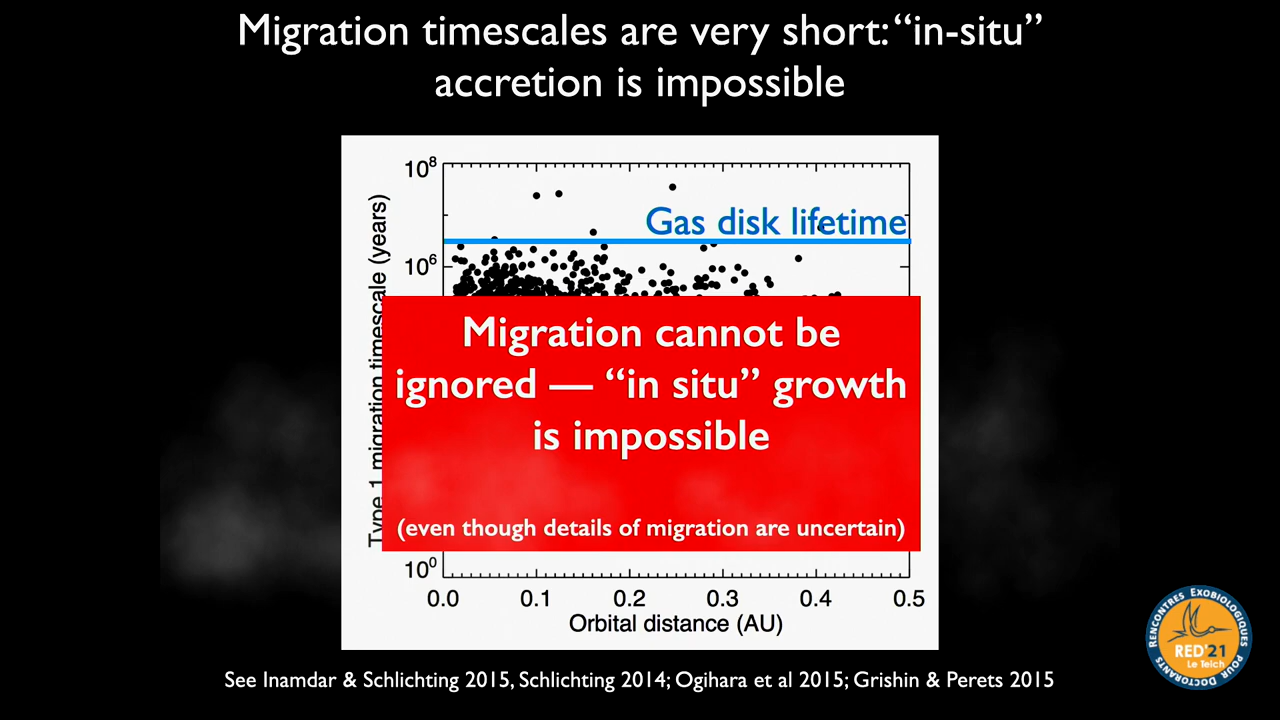 Migration timescales are very short: “in-situ”
accretion is impossible
10⁸
Gas disk lifetime
10⁶
Type 1 migration timescale (years)
Migration cannot be
ignored — “in situ” growth
is impossible
(even though details of migration are uncertain)
10⁰
0.0 0.1 0.2 0.3 0.4 0.5
Orbital distance (AU)
RENCONTRES EXOBIOLOGIQUES
POUR DOCTORANTS
RED'21
Le Teich
See Inamdar & Schlichting 2015, Schlichting 2014; Ogihara et al 2015; Grishin & Perets 2015